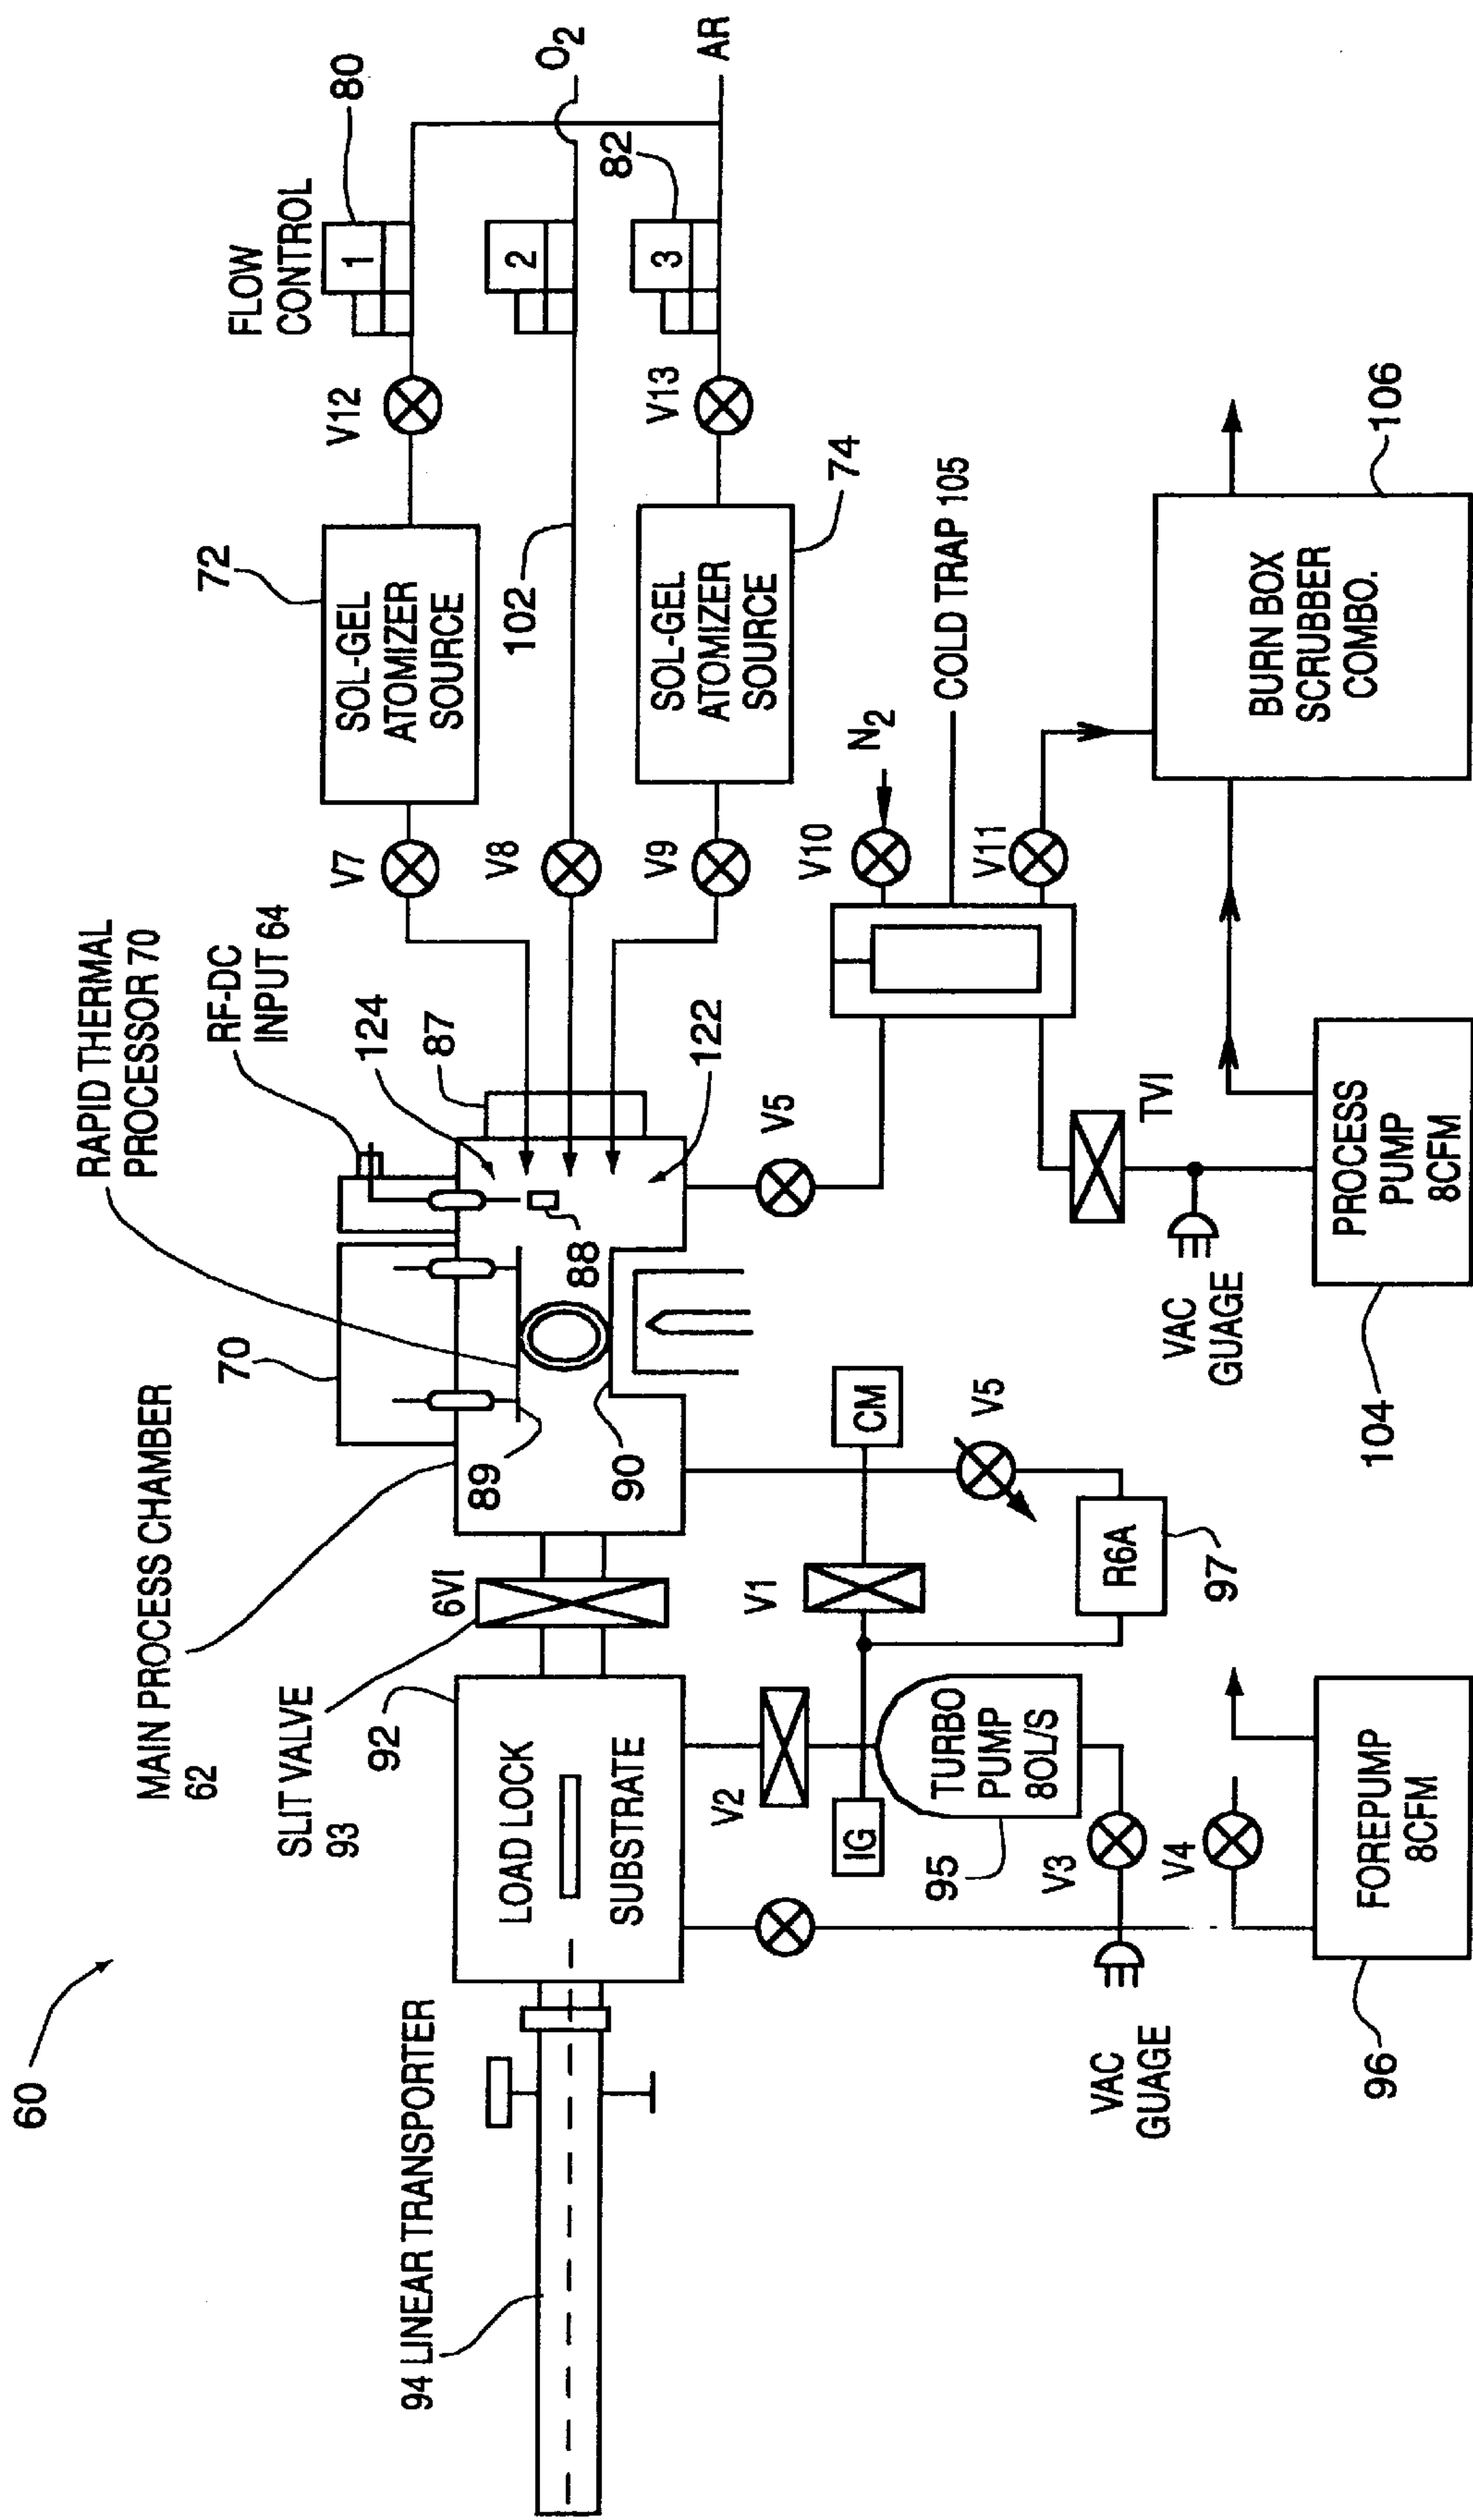 60
MAIN PROCESS CHAMBER
62
SLIT VALVE
93
92
94 LINEAR TRANSPORTER
LOAD LOCK
SUBSTRATE
6VI
70
RAPID THERMAL
PROCESSOR 70
RF-DC
INPUT 64
124
87
89
90
88
122
V7
V8
V9
72
SOL-GEL
ATOMIZER
SOURCE
102
SOL-GEL
ATOMIZER
SOURCE
74
V12
V13
FLOW
CONTROL
1
2
3
80
82
O2
AR
V2
IG
TURBO
PUMP
80L/S
95
V1
CM
V5
R6A
97
V3
V4
VAC
GUAGE
FOREPUMP
8CFM
96
V5
V10
N2
COLD TRAP 105
V11
TVI
VAC
GUAGE
PROCESS
PUMP
8CFM
104
BURN BOX
SCRUBBER
COMBO.
106